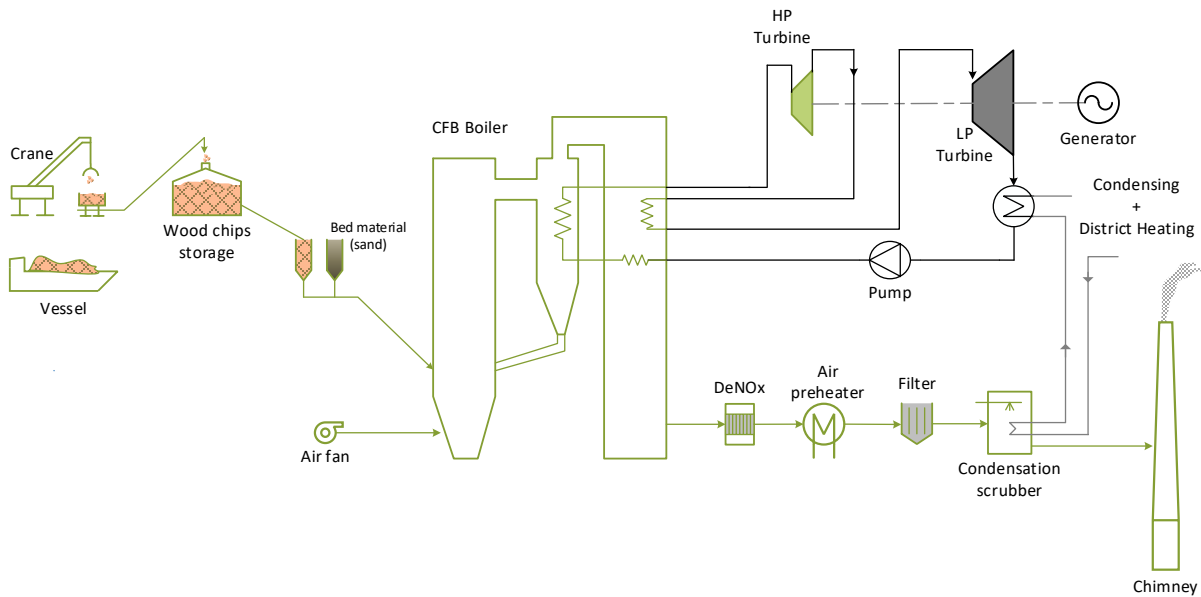 HP
Turbine
CFB Boiler
Crane
LP
Turbine
Generator
Condensing
+
District Heating
Wood chips
storage
Bed material
(sand)
Vessel
Pump
DeNOx
Air
preheater
Filter
Air fan
Condensation
scrubber
Chimney